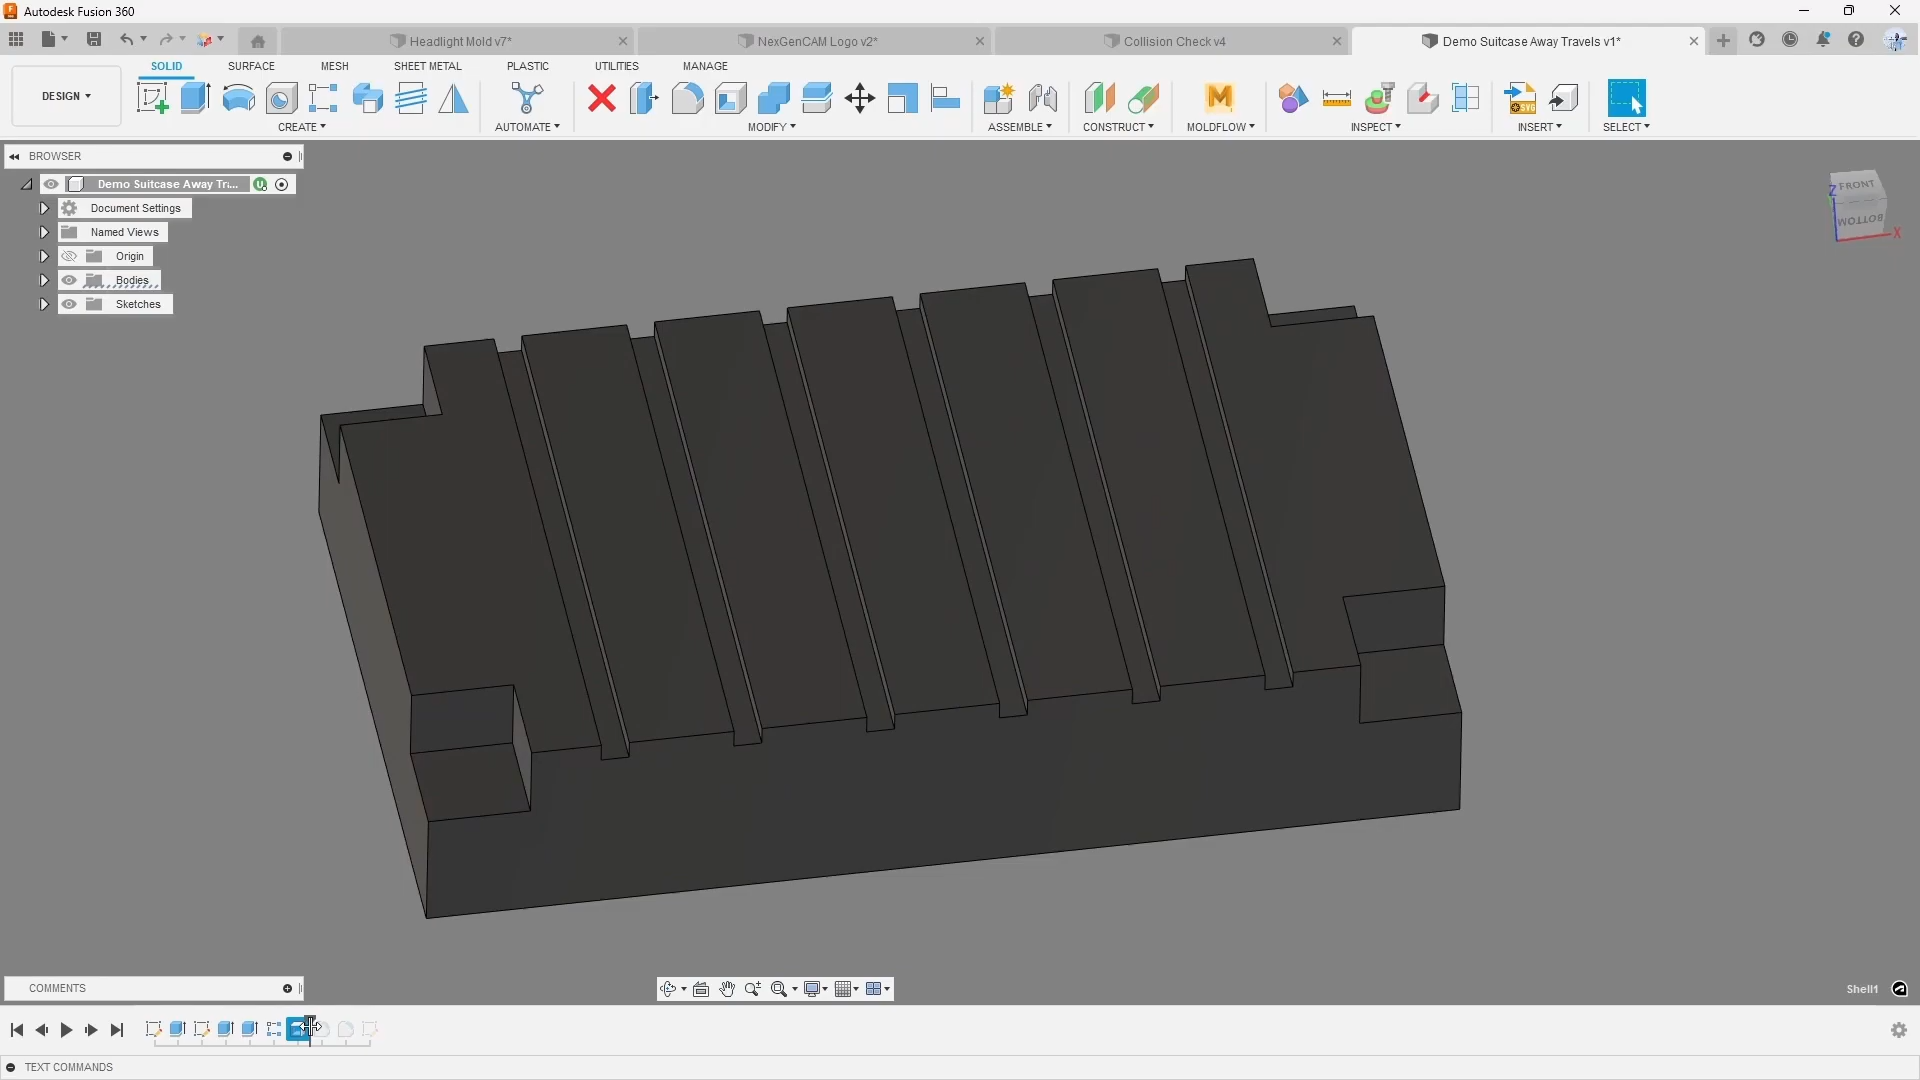 Autodesk Fusion 360
Headlight Mold v7*
NexGenCAM Logo v2*
Collision Check v4
Demo Suitcase Away Travels v1*
DESIGN
SOLID
SURFACE
MESH
SHEET METAL
PLASTIC
UTILITIES
MANAGE
CREATE
AUTOMATE
MODIFY
ASSEMBLE
CONSTRUCT
MOLDFLOW
INSPECT
INSERT
SELECT
BROWSER
Demo Suitcase Away Tr...
Document Settings
Named Views
Origin
Bodies
Sketches
FRONT
BOTTOM
Z
X
COMMENTS
Shell1
TEXT COMMANDS